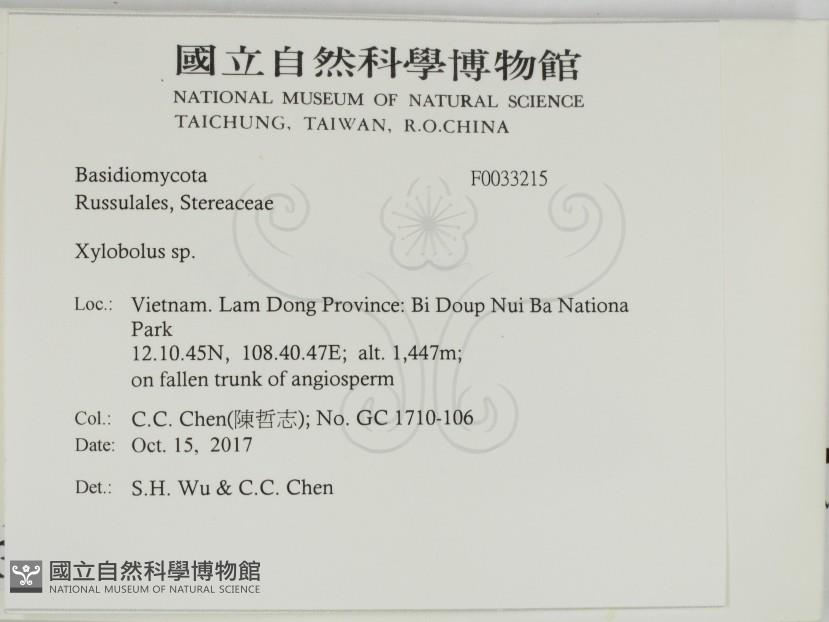 國立自然科學博物館
NATIONAL MUSEUM OF NATURAL SCIENCE
TAICHUNG, TAIWAN, R.O.CHINA
Basidiomycota F0033215
Russulales, Stereaceae
Xylobolus sp.
Loc.: Vietnam. Lam Dong Province: Bi Doup Nui Ba Nationa
Park
12.10.45N, 108.40.47E; alt. 1,447m;
on fallen trunk of angiosperm
Col.: C.C. Chen(陳哲志); No. GC 1710-106
Date: Oct. 15, 2017
Det.: S.H. Wu & C.C. Chen
國立自然科學博物館
NATIONAL MUSEUM OF NATURAL SCIENCE